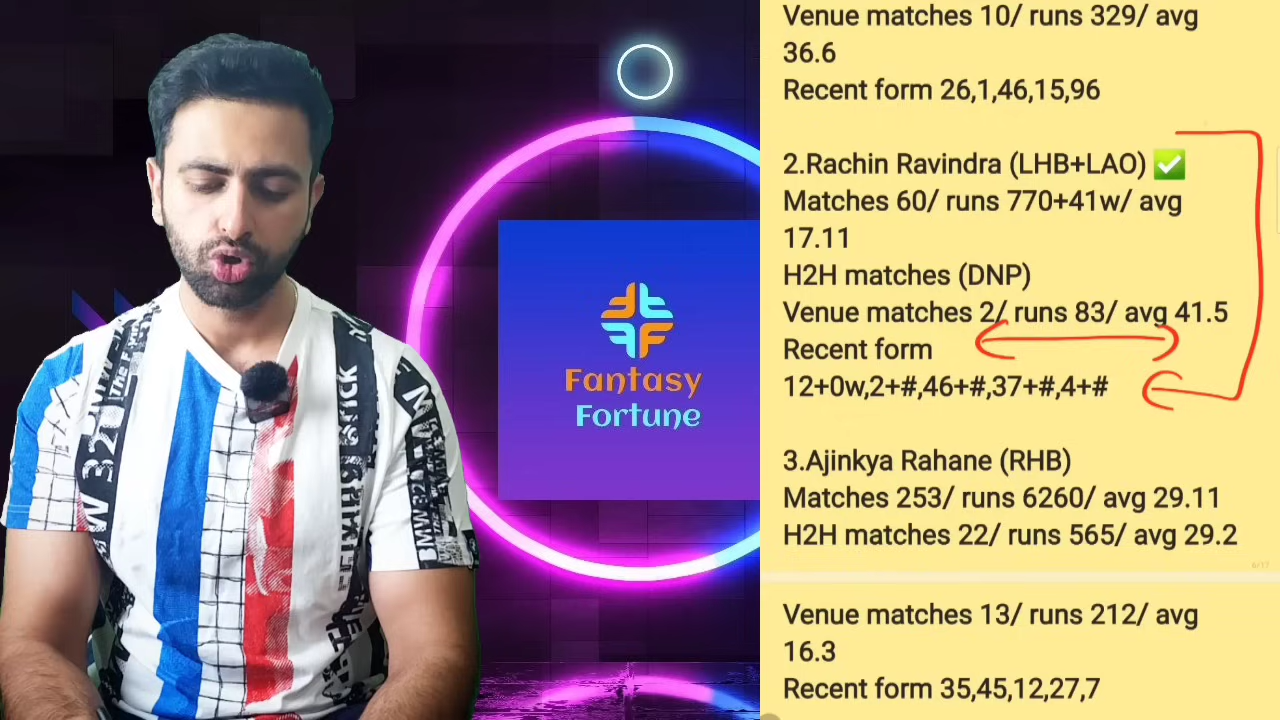 Venue matches 10/ runs 329/ avg
36.6
Recent form 26,1,46,15,96
2.Rachin Ravindra (LHB+LAO) ✅
Matches 60/ runs 770+41w/ avg
17.11
H2H matches (DNP)
Venue matches 2/ runs 83/ avg 41.5
Recent form
12+0w,2+#,46+#,37+#,4+#
3.Ajinkya Rahane (RHB)
Matches 253/ runs 6260/ avg 29.11
H2H matches 22/ runs 565/ avg 29.2
6/17
Venue matches 13/ runs 212/ avg
16.3
Recent form 35,45,12,27,7
Fantasy
Fortune